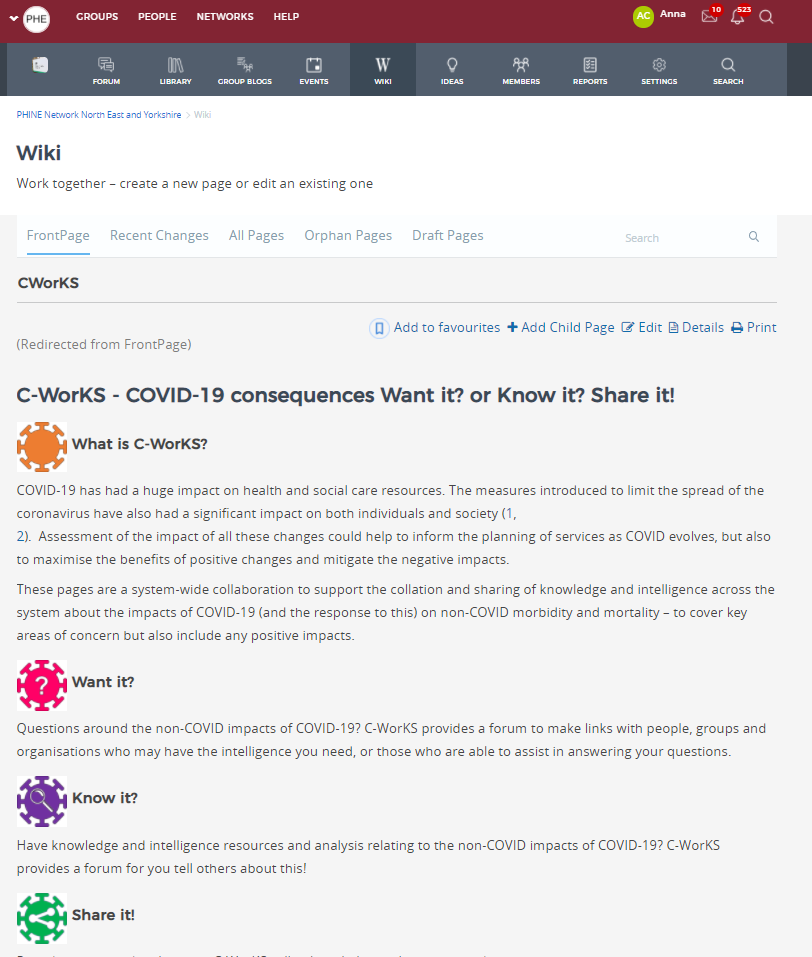 PHE GROUPS PEOPLE NETWORKS HELP AC Anna 10 523
FORUM LIBRARY GROUP BLOGS EVENTS W WIKI IDEAS MEMBERS REPORTS SETTINGS SEARCH
PHINE Network North East and Yorkshire > Wiki
Wiki
Work together – create a new page or edit an existing one
FrontPage Recent Changes All Pages Orphan Pages Draft Pages Search
CWorKS
Add to favourites Add Child Page Edit Details Print
(Redirected from FrontPage)
C-WorKS - COVID-19 consequences Want it? or Know it? Share it!
What is C-WorKS?
COVID-19 has had a huge impact on health and social care resources. The measures introduced to limit the spread of the
coronavirus have also had a significant impact on both individuals and society (1,
2). Assessment of the impact of all these changes could help to inform the planning of services as COVID evolves, but also
to maximise the benefits of positive changes and mitigate the negative impacts.
These pages are a system-wide collaboration to support the collation and sharing of knowledge and intelligence across the
system about the impacts of COVID-19 (and the response to this) on non-COVID morbidity and mortality – to cover key
areas of concern but also include any positive impacts.
? Want it?
Questions around the non-COVID impacts of COVID-19? C-WorKS provides a forum to make links with people, groups and
organisations who may have the intelligence you need, or those who are able to assist in answering your questions.
Know it?
Have knowledge and intelligence resources and analysis relating to the non-COVID impacts of COVID-19? C-WorKS
provides a forum for you tell others about this!
Share it!